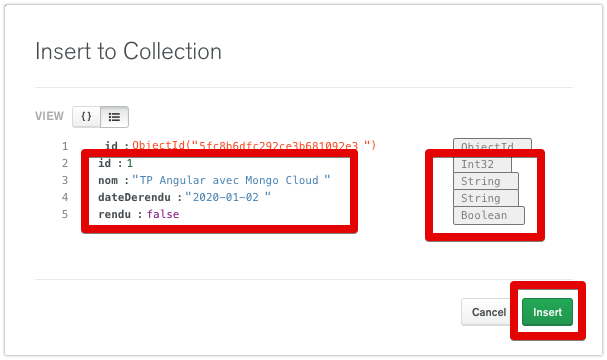 Insert to Collection
VIEW { }
1 _id : ObjectId("5fc8b6dfc292ce3b681092e3 ") ObjectId
2 id : 1 Int32
3 nom : "TP Angular avec Mongo Cloud " String
4 dateDerendu : "2020-01-02 " String
5 rendu : false Boolean
Cancel Insert